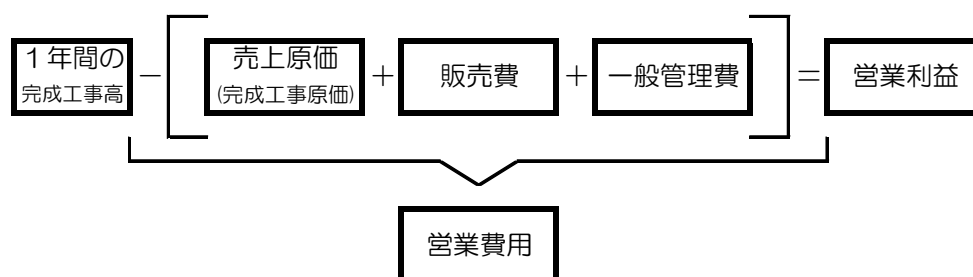 1年間の
完成工事高
－
売上原価
(完成工事原価)
＋
販売費
＋
一般管理費
＝
営業利益
営業費用